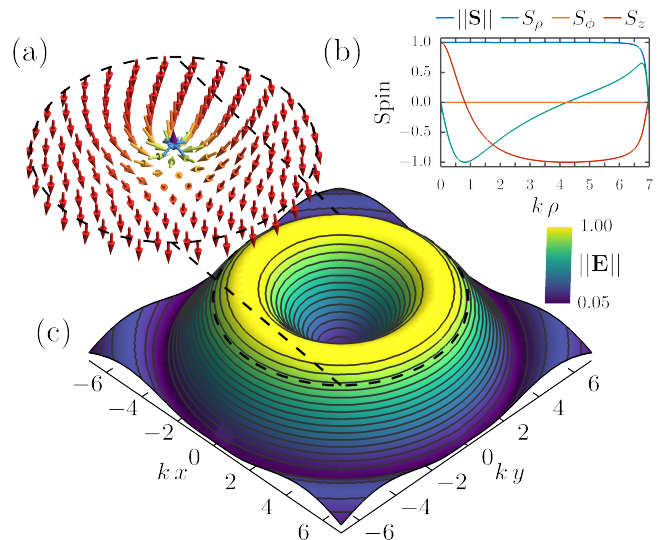 (a)
(b)
||S|| S_ρ S_ϕ S_z
Spin
1.0
0.5
0.0
−0.5
−1.0
0 1 2 3 4 5 6 7
k ρ
1.00
||E||
0.05
(c)
−6 −4 −2 0 2 4 6
k x
−6 −4 −2 0 2 4 6
k y